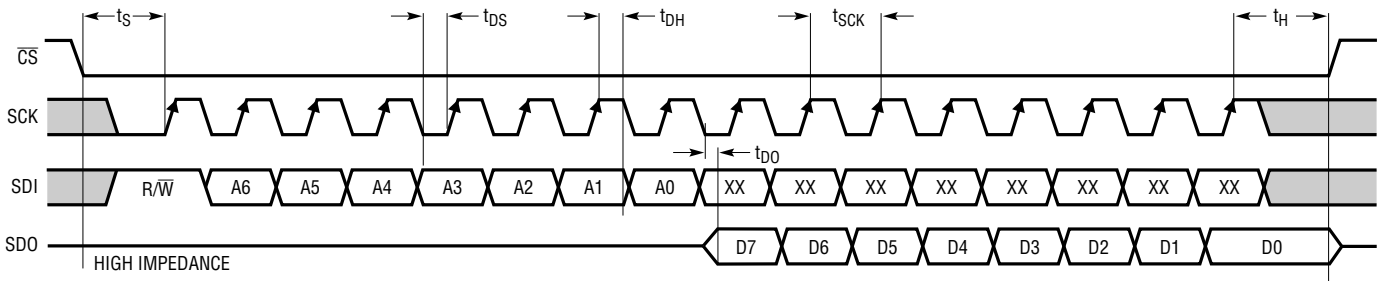 tS tDS tDH tSCK tH
CS
SCK
tDO
SDI R/W A6 A5 A4 A3 A2 A1 A0 XX XX XX XX XX XX XX XX
SDO D7 D6 D5 D4 D3 D2 D1 D0
HIGH IMPEDANCE